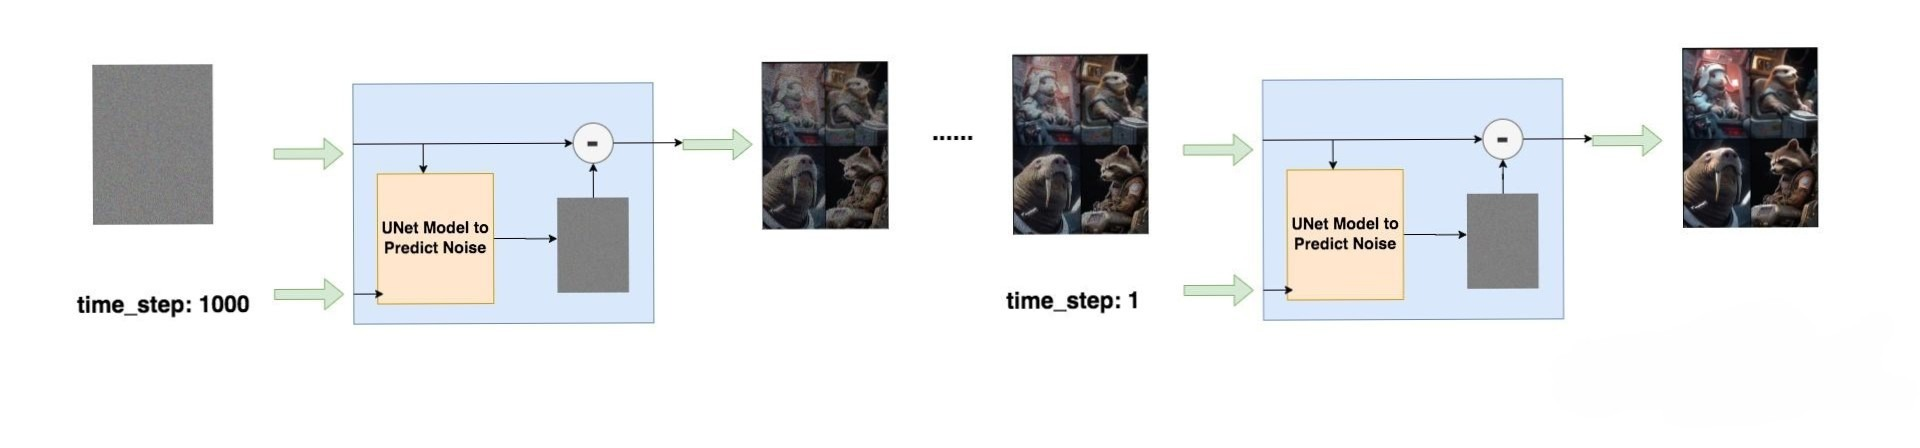 UNet Model to
Predict Noise
time_step: 1000
......
UNet Model to
Predict Noise
time_step: 1